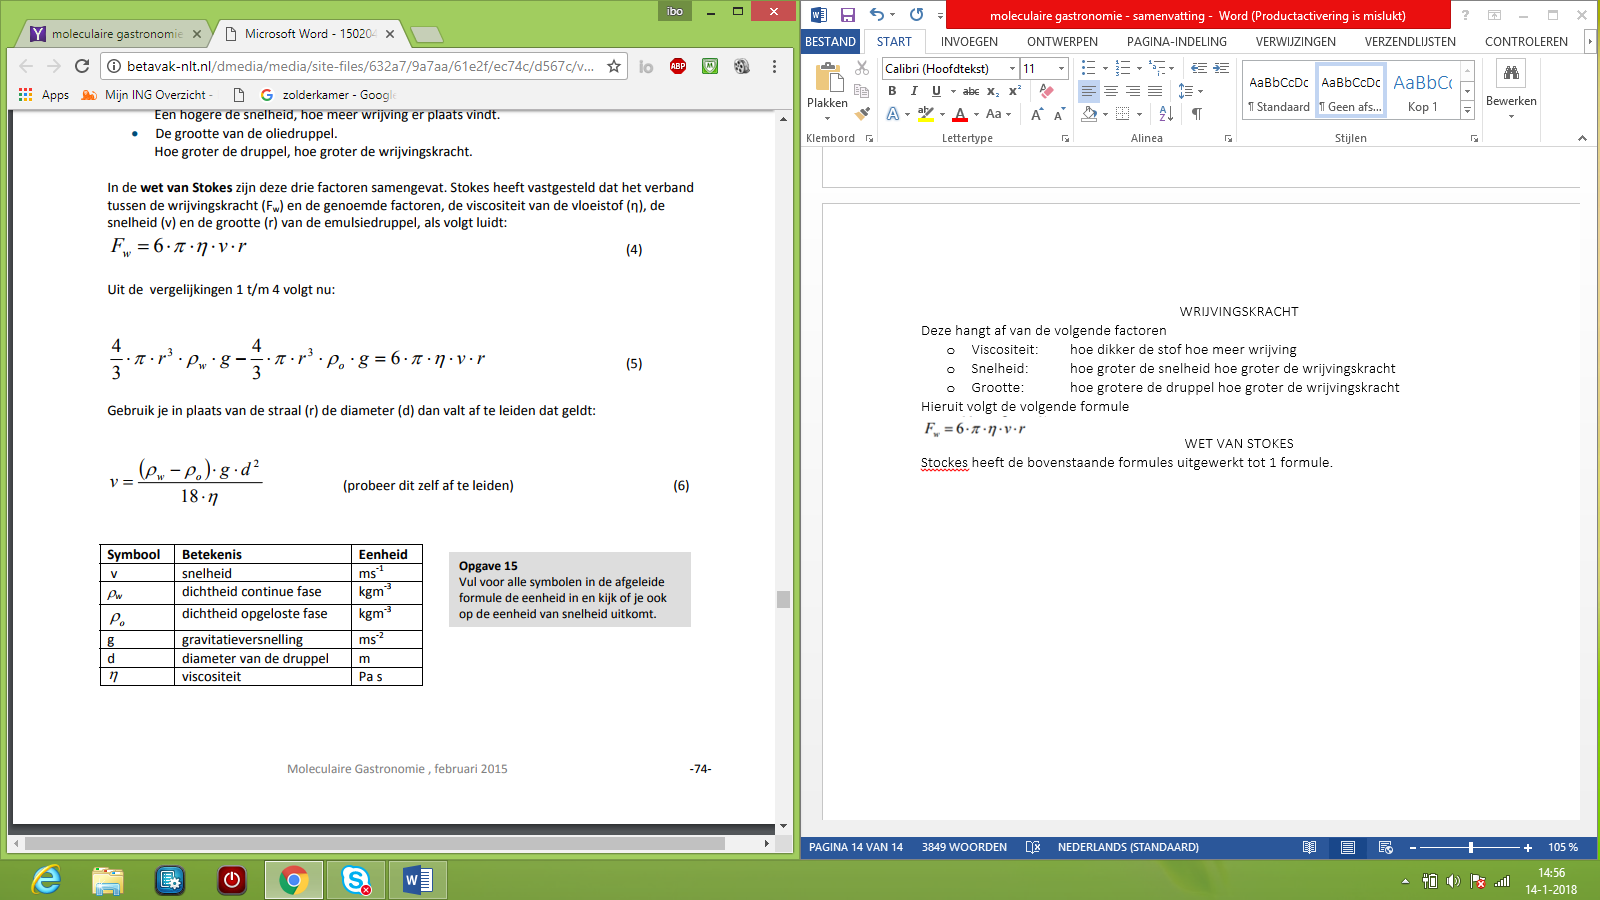 ibo
moleculaire gastronomie
Microsoft Word - 150204
betavak-nlt.nl/dmedia/media/site-files/632a7/9a7aa/61e2f/ec74c/d567c/v...
Apps
Mijn ING Overzicht -
zolderkamer - Google
Een hogere de snelheid, hoe meer wrijving er plaats vindt.
• De grootte van de oliedruppel.
Hoe groter de druppel, hoe groter de wrijvingskracht.
In de wet van Stokes zijn deze drie factoren samengevat. Stokes heeft vastgesteld dat het verband
tussen de wrijvingskracht (Fw) en de genoemde factoren, de viscositeit van de vloeistof (η), de
snelheid (v) en de grootte (r) van de emulsiedruppel, als volgt luidt:
Fw = 6·π·η·v·r (4)
Uit de vergelijkingen 1 t/m 4 volgt nu:
4/3·π·r³·ρw·g − 4/3·π·r³·ρo·g = 6·π·η·v·r (5)
Gebruik je in plaats van de straal (r) de diameter (d) dan valt af te leiden dat geldt:
v = (ρw − ρo)·g·d² / 18·η (probeer dit zelf af te leiden) (6)
Symbool Betekenis Eenheid
v snelheid ms-1
ρw dichtheid continue fase kgm-3
ρo dichtheid opgeloste fase kgm-3
g gravitatieversnelling ms-2
d diameter van de druppel m
η viscositeit Pa s
Opgave 15
Vul voor alle symbolen in de afgeleide
formule de eenheid in en kijk of je ook
op de eenheid van snelheid uitkomt.
Moleculaire Gastronomie , februari 2015 -74-
moleculaire gastronomie - samenvatting - Word (Productactivering is mislukt)
BESTAND START INVOEGEN ONTWERPEN PAGINA-INDELING VERWIJZINGEN VERZENDLIJSTEN CONTROLEREN
Plakken
Calibri (Hoofdtekst) 11
B I U abc x₂ x²
A A Aa A A
AaBbCcDc AaBbCcDc AaBbCc
¶ Standaard ¶ Geen afs... Kop 1
Bewerken
Klembord Lettertype Alinea Stijlen
WRIJVINGSKRACHT
Deze hangt af van de volgende factoren
o Viscositeit: hoe dikker de stof hoe meer wrijving
o Snelheid: hoe groter de snelheid hoe groter de wrijvingskracht
o Grootte: hoe grotere de druppel hoe groter de wrijvingskracht
Hieruit volgt de volgende formule
Fw = 6·π·η·v·r
WET VAN STOKES
Stockes heeft de bovenstaande formules uitgewerkt tot 1 formule.
PAGINA 14 VAN 14 3849 WOORDEN NEDERLANDS (STANDAARD) 105 %
14:56
14-1-2018